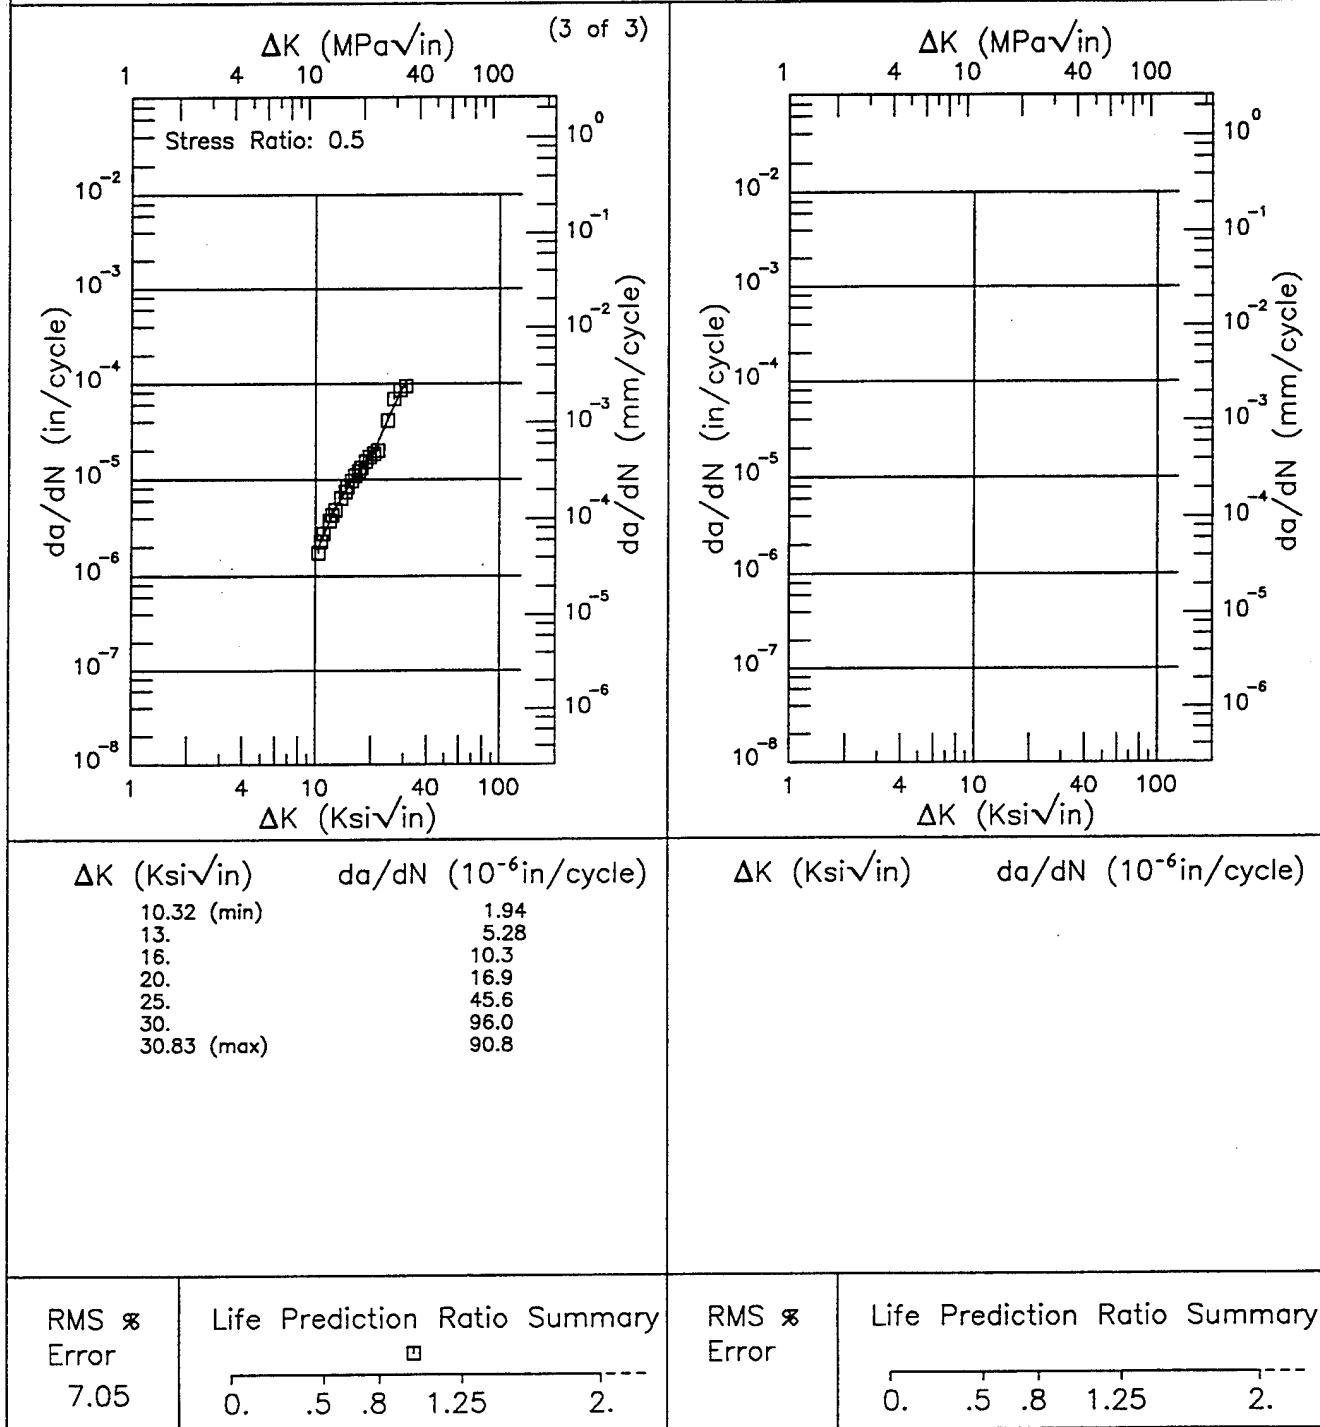 (3 of 3)
ΔK (MPa√in)
1 4 10 40 100
Stress Ratio: 0.5
da/dN (in/cycle)
10⁻²
10⁻³
10⁻⁴
10⁻⁵
10⁻⁶
10⁻⁷
10⁻⁸
10⁰
10⁻¹
10⁻²
10⁻³
10⁻⁴
10⁻⁵
10⁻⁶
da/dN (mm/cycle)
1 4 10 40 100
ΔK (Ksi√in)
ΔK (MPa√in)
1 4 10 40 100
da/dN (in/cycle)
10⁻²
10⁻³
10⁻⁴
10⁻⁵
10⁻⁶
10⁻⁷
10⁻⁸
10⁰
10⁻¹
10⁻²
10⁻³
10⁻⁴
10⁻⁵
10⁻⁶
da/dN (mm/cycle)
1 4 10 40 100
ΔK (Ksi√in)
ΔK (Ksi√in) da/dN (10⁻⁶in/cycle)
10.32 (min) 1.94
13. 5.28
16. 10.3
20. 16.9
25. 45.6
30. 96.0
30.83 (max) 90.8
ΔK (Ksi√in) da/dN (10⁻⁶in/cycle)
RMS %
Error
7.05
Life Prediction Ratio Summary
0. .5 .8 1.25 2.
RMS %
Error
Life Prediction Ratio Summary
0. .5 .8 1.25 2.